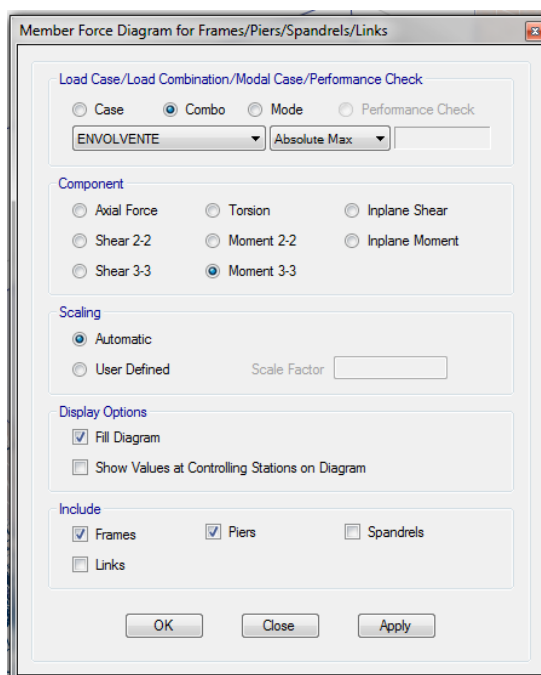 Member Force Diagram for Frames/Piers/Spandrels/Links
Load Case/Load Combination/Modal Case/Performance Check
Case Combo Mode Performance Check
ENVOLVENTE Absolute Max
Component
Axial Force Torsion Inplane Shear
Shear 2-2 Moment 2-2 Inplane Moment
Shear 3-3 Moment 3-3
Scaling
Automatic
User Defined Scale Factor
Display Options
Fill Diagram
Show Values at Controlling Stations on Diagram
Include
Frames Piers Spandrels
Links
OK Close Apply